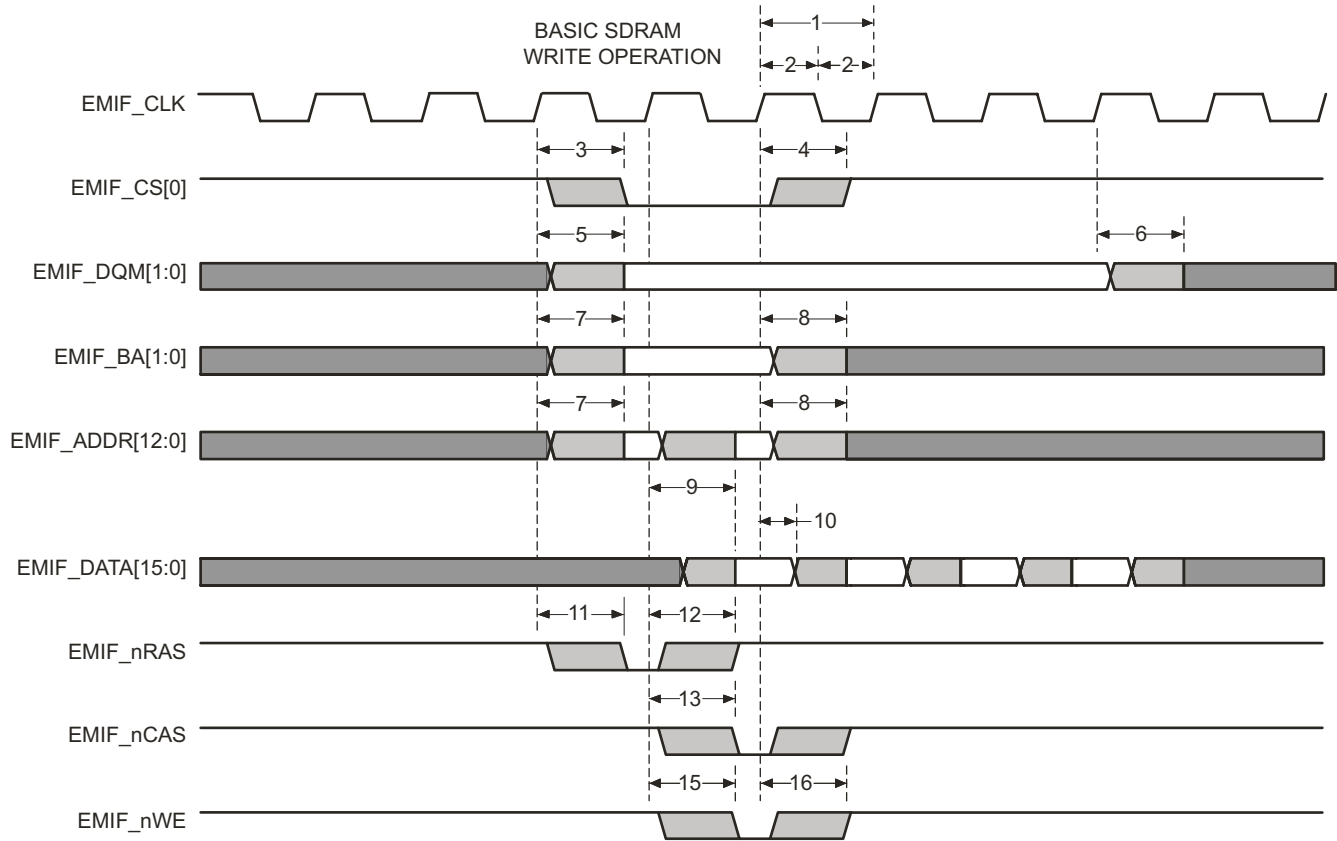 BASIC SDRAM
WRITE OPERATION
1
2 2
EMIF_CLK
3 4
EMIF_CS[0]
5 6
EMIF_DQM[1:0]
7 8
EMIF_BA[1:0]
7 8
EMIF_ADDR[12:0]
9
10
EMIF_DATA[15:0]
11 12
EMIF_nRAS
13
EMIF_nCAS
15 16
EMIF_nWE